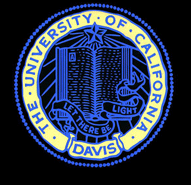 · THE · UNIVERSITY · OF · CALIFORNIA ·
LET THERE BE LIGHT
DAVIS